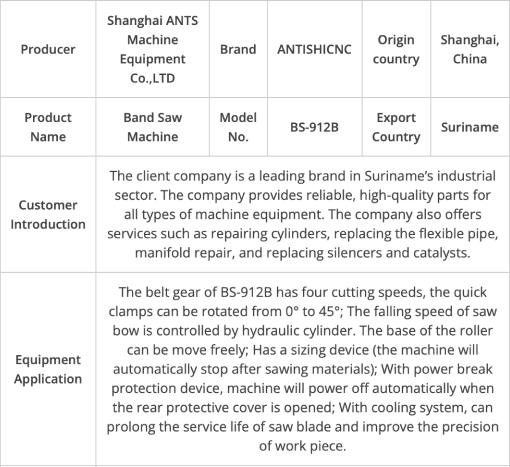 Producer
Shanghai ANTS
Machine
Equipment
Co.,LTD
Brand
ANTISHICNC
Origin
country
Shanghai,
China
Product
Name
Band Saw
Machine
Model
No.
BS-912B
Export
Country
Suriname
Customer
Introduction
The client company is a leading brand in Suriname’s industrial
sector. The company provides reliable, high-quality parts for
all types of machine equipment. The company also offers
services such as repairing cylinders, replacing the flexible pipe,
manifold repair, and replacing silencers and catalysts.
Equipment
Application
The belt gear of BS-912B has four cutting speeds, the quick
clamps can be rotated from 0° to 45°; The falling speed of saw
bow is controlled by hydraulic cylinder. The base of the roller
can be move freely; Has a sizing device (the machine will
automatically stop after sawing materials); With power break
protection device, machine will power off automatically when
the rear protective cover is opened; With cooling system, can
prolong the service life of saw blade and improve the precision
of work piece.